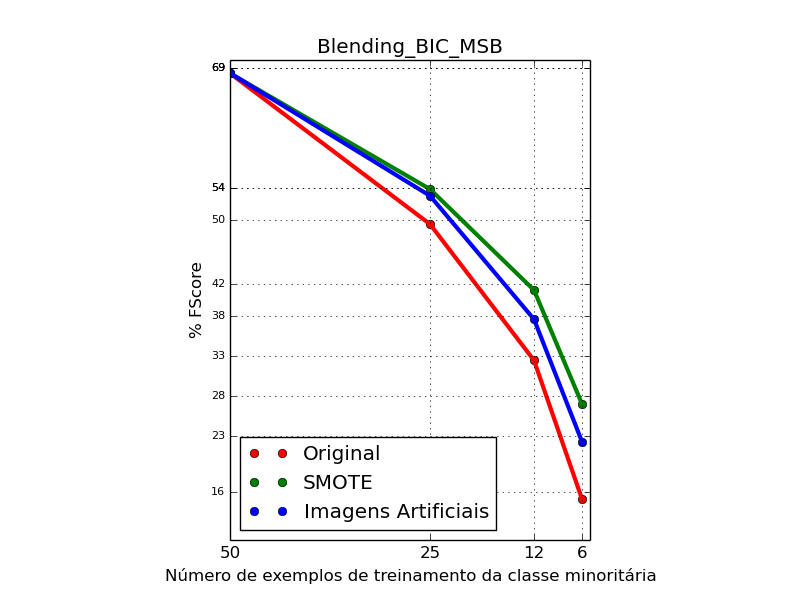 Blending_BIC_MSB
69
54
50
42
38
33
28
23
16
% FScore
Original
SMOTE
Imagens Artificiais
50 25 12 6
Número de exemplos de treinamento da classe minoritária